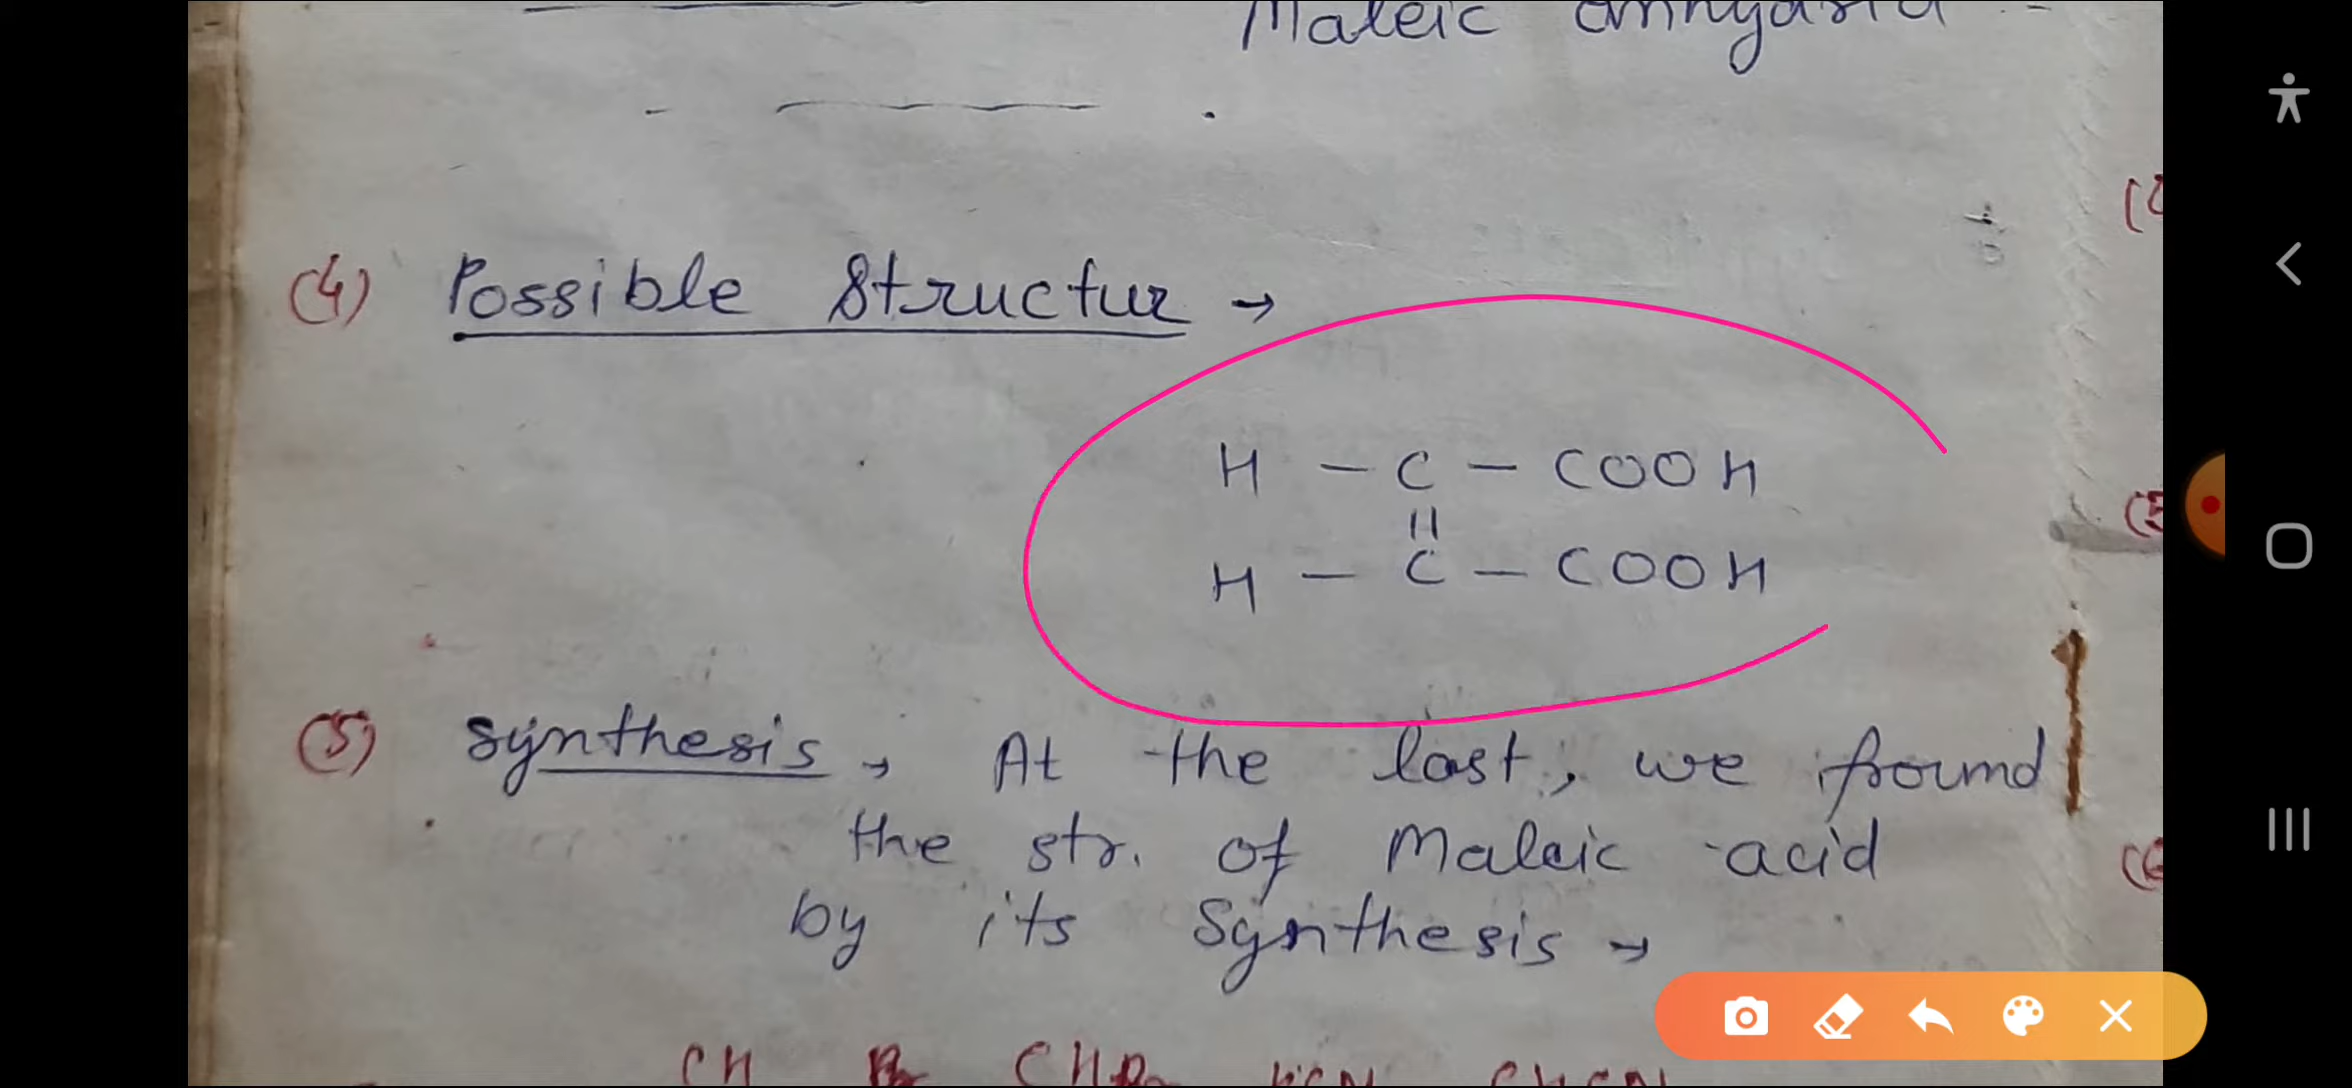 Maleic anhydrid -
(4) Possible Structur →
H - C - COOH
||
H - C - COOH
(5) Synthesis → At the last, we found
the str. of Maleic acid
by its Synthesis →